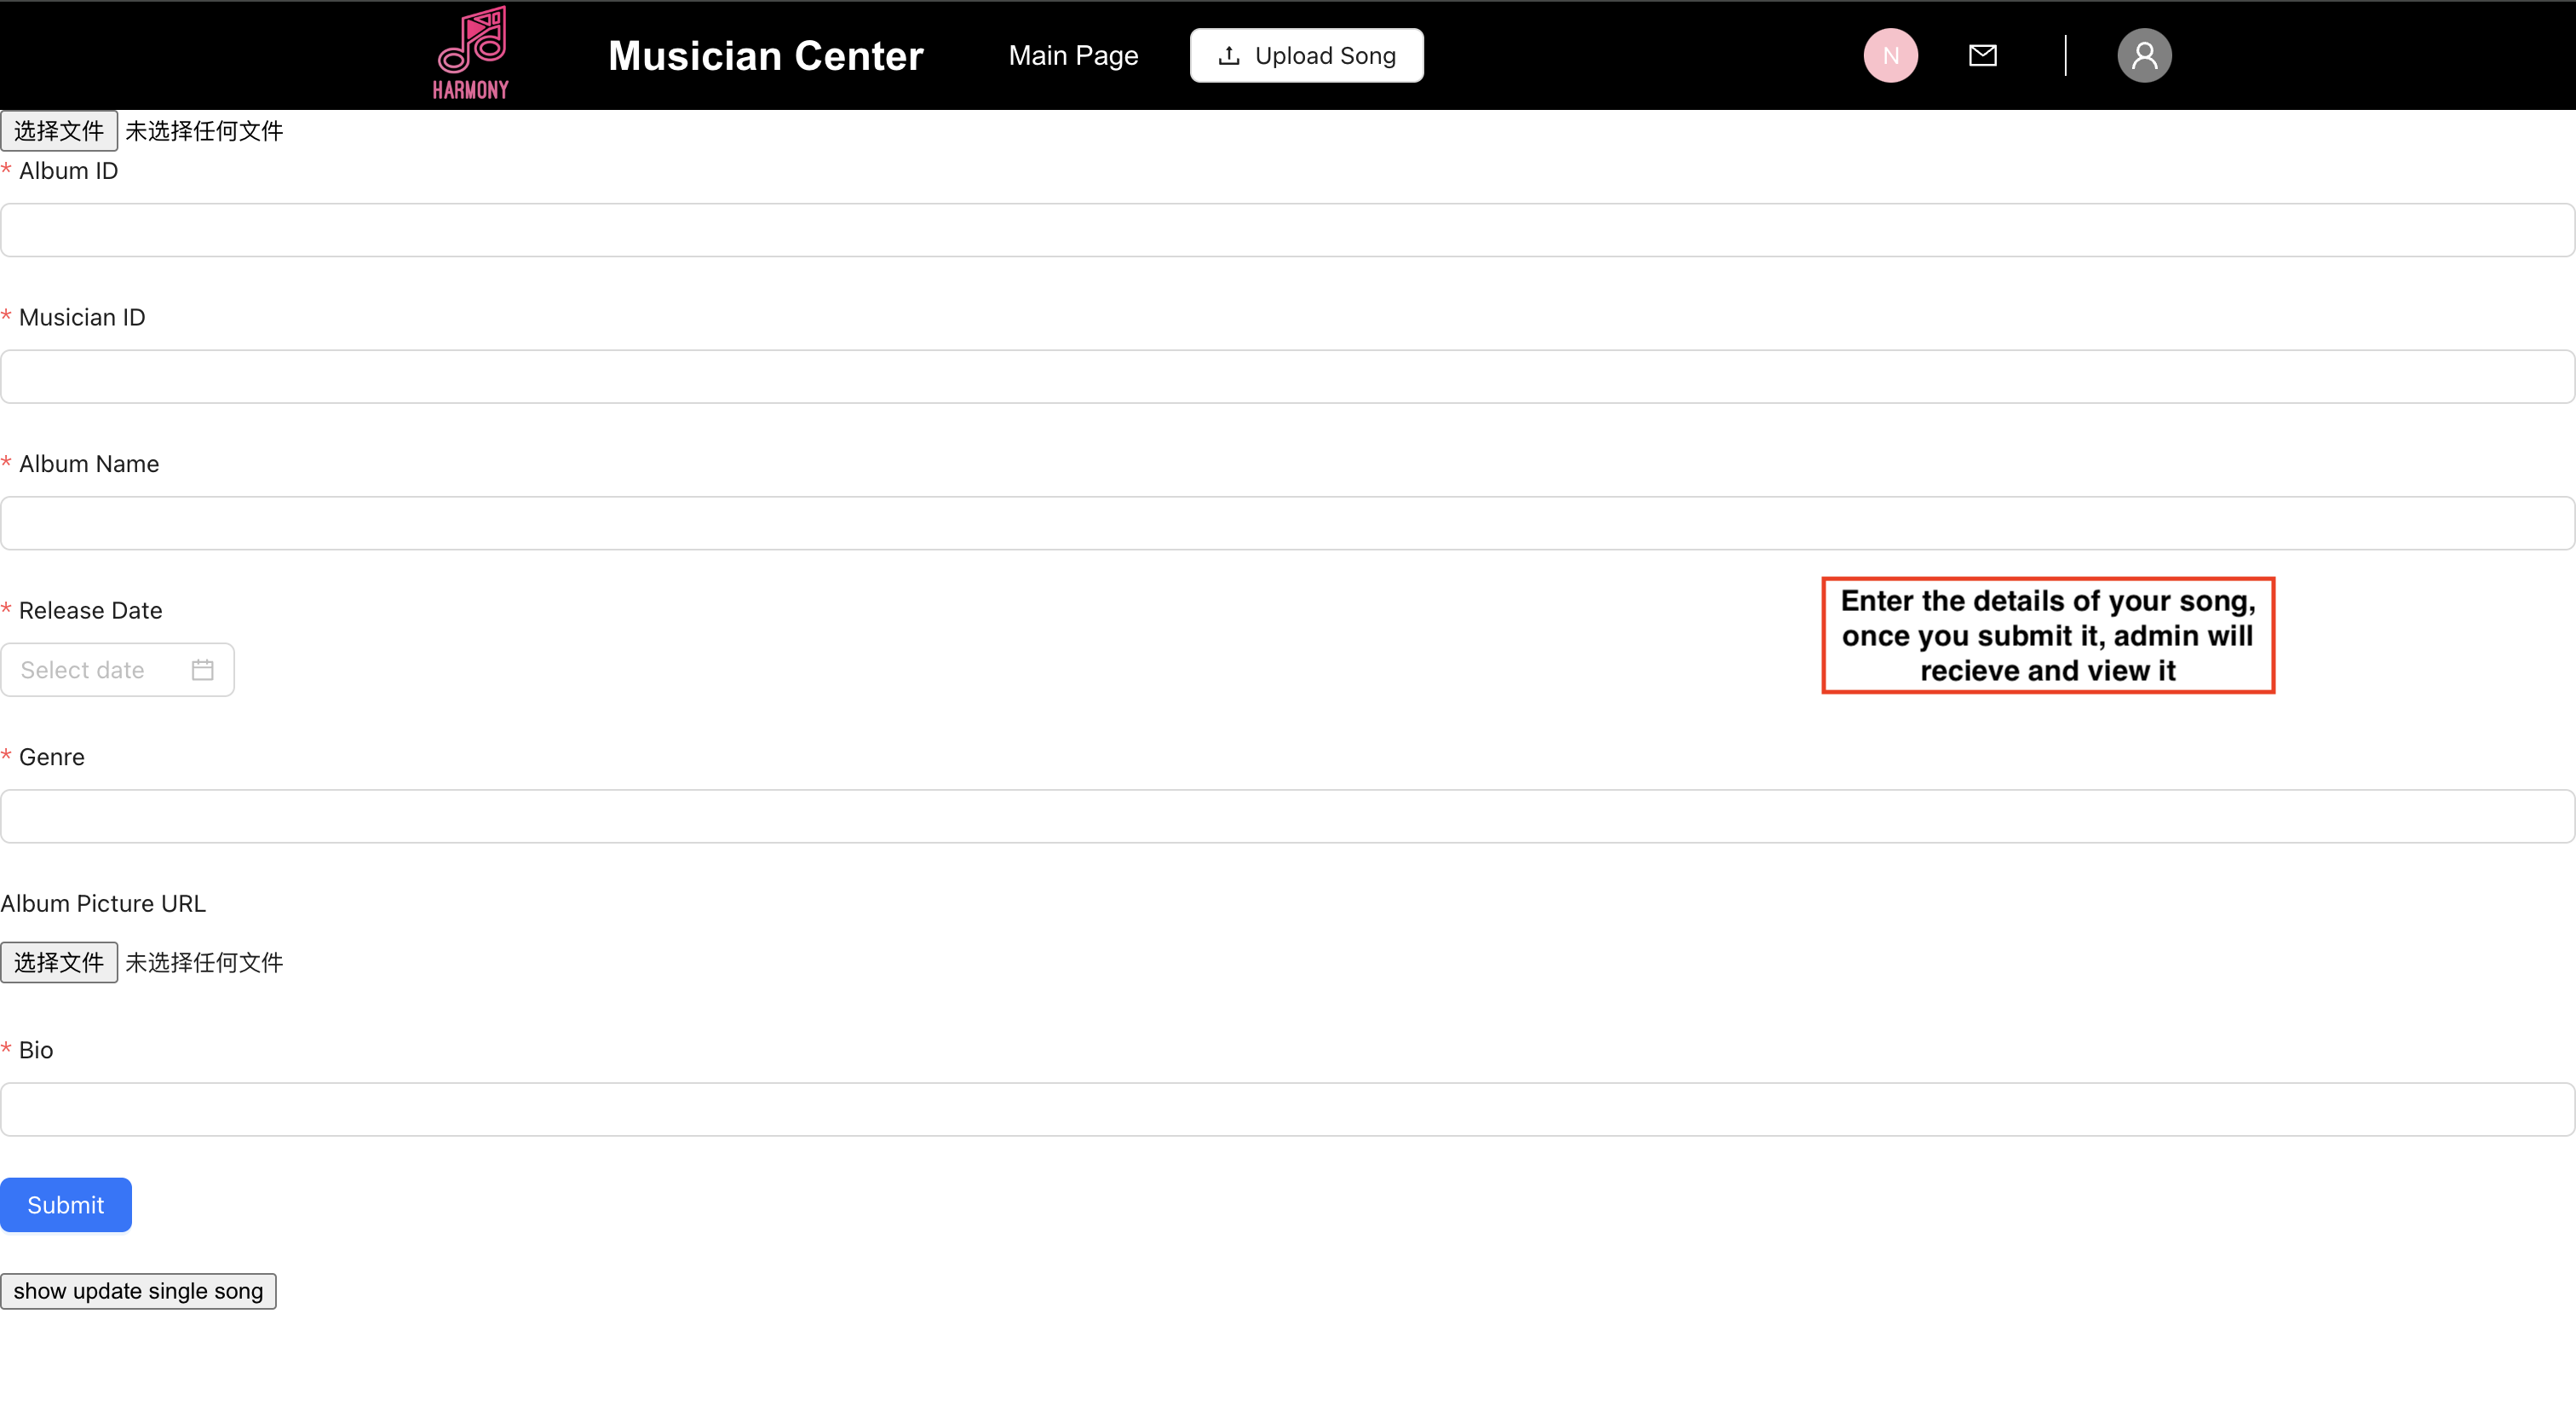 HARMONY
Musician Center
Main Page
Upload Song
N
选择文件 未选择任何文件
* Album ID
* Musician ID
* Album Name
* Release Date
Select date
Enter the details of your song,
once you submit it, admin will
recieve and view it
* Genre
Album Picture URL
选择文件 未选择任何文件
* Bio
Submit
show update single song